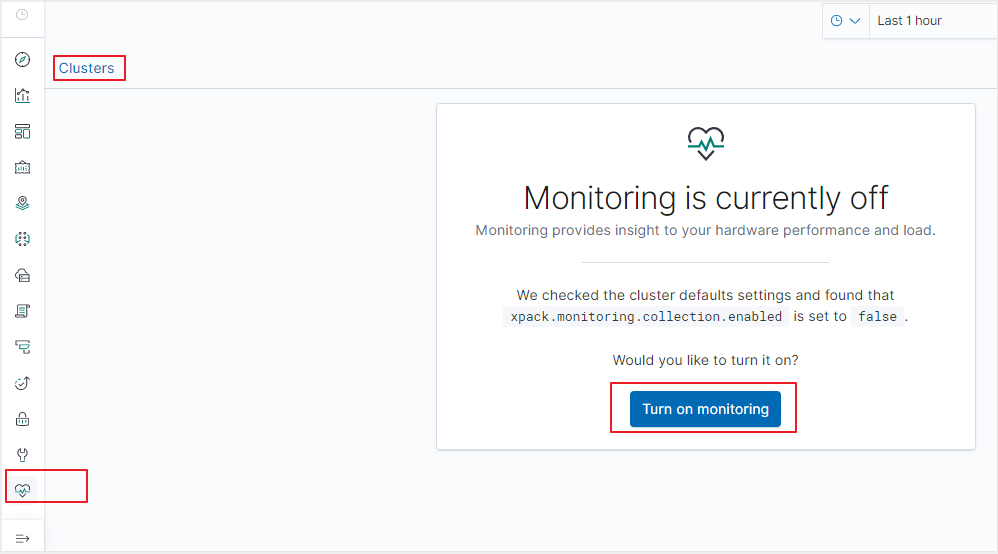 Last 1 hour
Clusters
Monitoring is currently off
Monitoring provides insight to your hardware performance and load.
We checked the cluster defaults settings and found that
xpack.monitoring.collection.enabled is set to false .
Would you like to turn it on?
Turn on monitoring